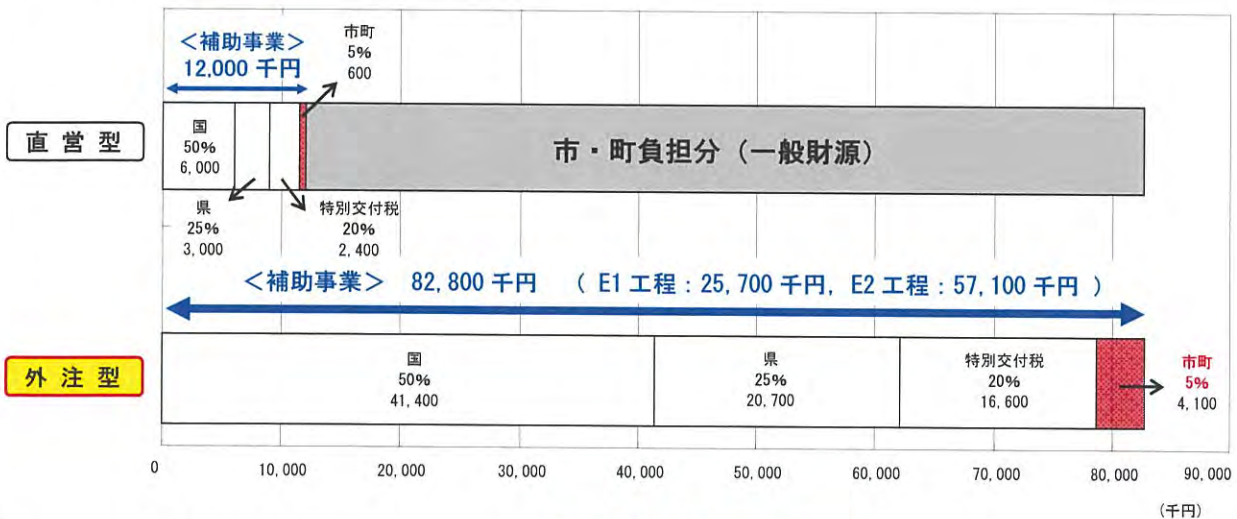 <補助事業>
12,000 千円
市町
5%
600
直営型
国
50%
6,000
市・町負担分（一般財源）
県
25%
3,000
特別交付税
20%
2,400
<補助事業> 82,800 千円 （ E1 工程：25,700 千円, E2 工程：57,100 千円 ）
外注型
国
50%
41,400
県
25%
20,700
特別交付税
20%
16,600
市町
5%
4,100
0 10,000 20,000 30,000 40,000 50,000 60,000 70,000 80,000 90,000
(千円)